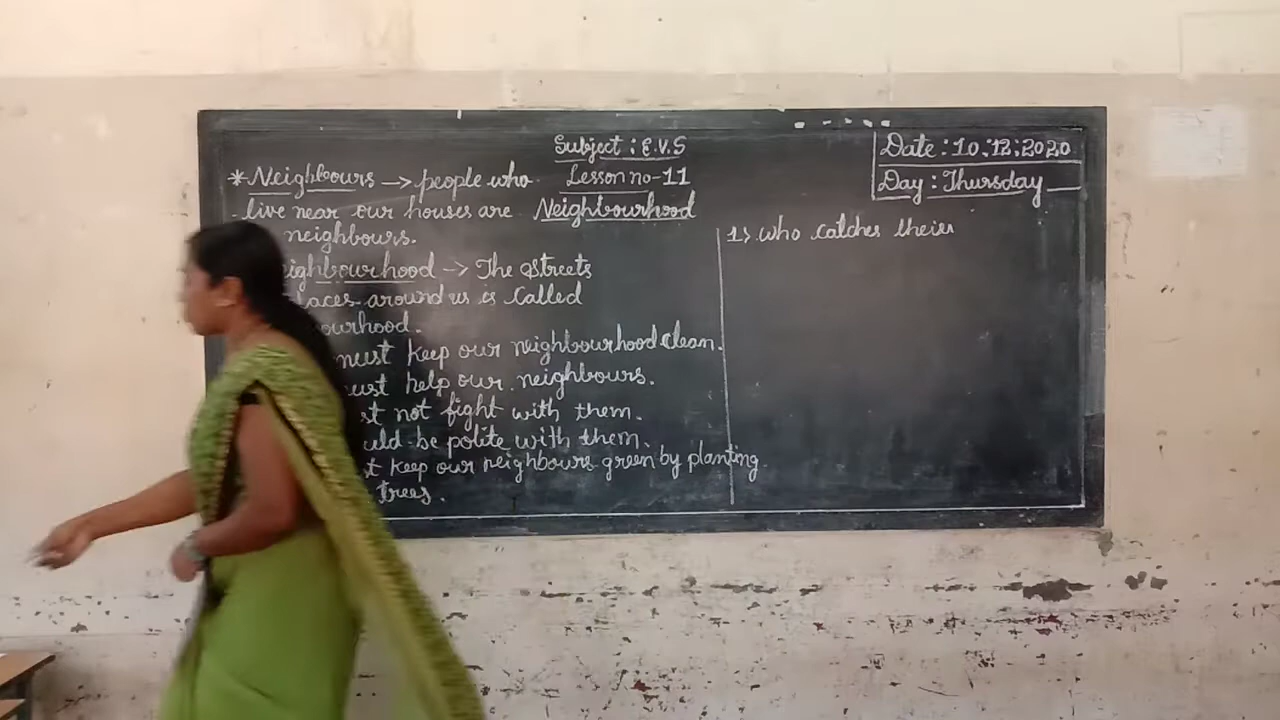 Subject : E.V.S
Date : 10:12:2020
Day : Thursday
Lesson no-11
Neighbourhood
* Neighbours -> people who
live near our houses are
neighbours.
ighbourhood -> The streets
laces around us is called
ourhood.
must keep our neighbourhood clean.
ust help our neighbours.
st not fight with them.
uld be polite with them.
t keep our neighbours green by planting
trees.
1> who catches